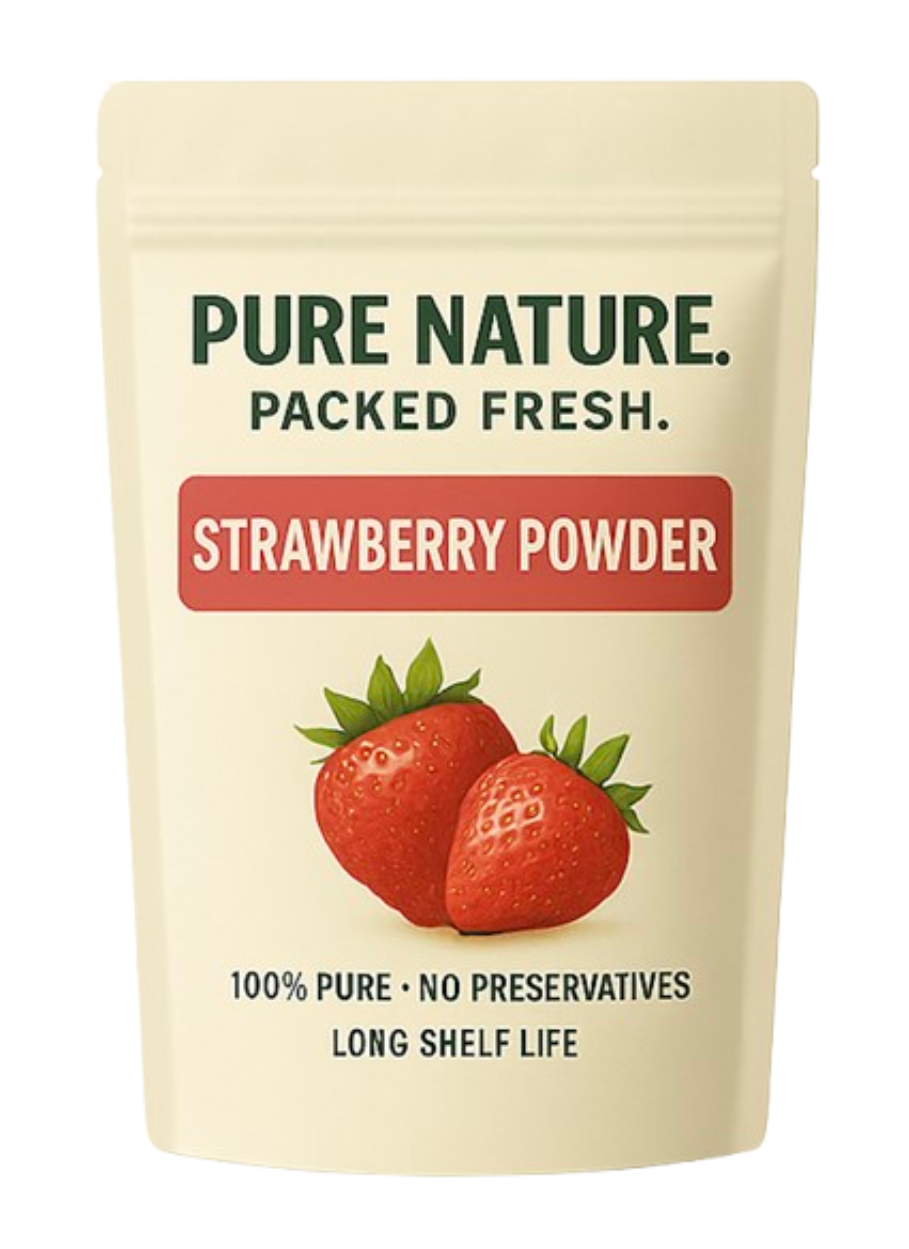 PURE NATURE.
PACKED FRESH.
STRAWBERRY POWDER
100% PURE · NO PRESERVATIVES
LONG SHELF LIFE